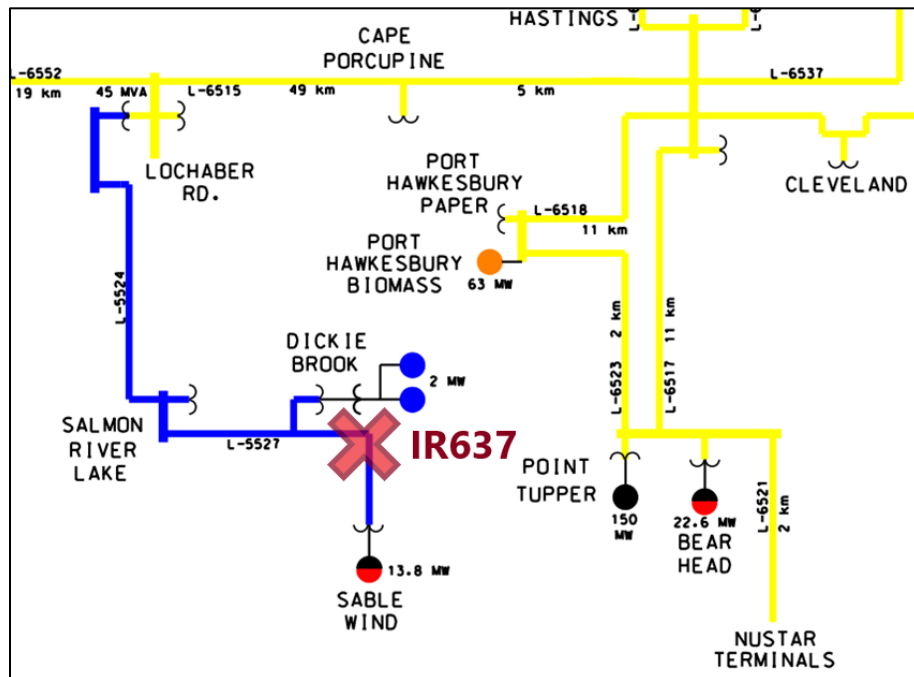 HASTINGS
CAPE
PORCUPINE
L-6552
19 km
45 MVA
L-6515
49 km
5 km
L-6537
LOCHABER
RD.
PORT
HAWKESBURY
PAPER
L-6518
11 km
CLEVELAND
PORT
HAWKESBURY
BIOMASS
63 MW
L-5524
2 km
11 km
L-6523
L-6517
DICKIE
BROOK
2 MW
SALMON
RIVER
LAKE
L-5527
IR637
POINT
TUPPER
150
MW
22.6 MW
BEAR
HEAD
L-6521
2 km
13.8 MW
SABLE
WIND
NUSTAR
TERMINALS